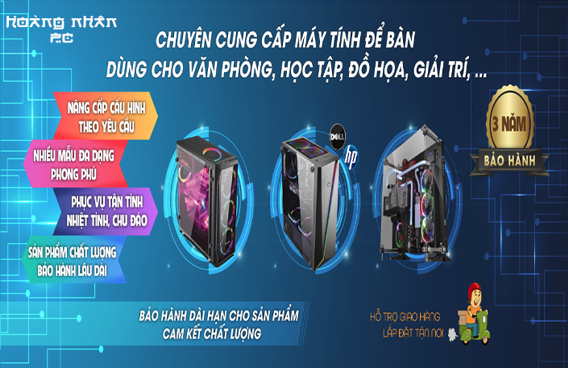 HOÀNG NHÂN
PC
CHUYÊN CUNG CẤP MÁY TÍNH ĐỂ BÀN
DÙNG CHO VĂN PHÒNG, HỌC TẬP, ĐỒ HỌA, GIẢI TRÍ, ...
NÂNG CẤP CẤU HÌNH
THEO YÊU CẦU
NHIỀU MẪU ĐA DẠNG
PHONG PHÚ
PHỤC VỤ TẬN TÌNH
NHIỆT TÌNH, CHU ĐÁO
SẢN PHẨM CHẤT LƯỢNG
BẢO HÀNH LÂU DÀI
DELL
hp
3 NĂM
BẢO HÀNH
BẢO HÀNH DÀI HẠN CHO SẢN PHẨM
CAM KẾT CHẤT LƯỢNG
HỖ TRỢ GIAO HÀNG
LẮP ĐẶT TẬN NƠI